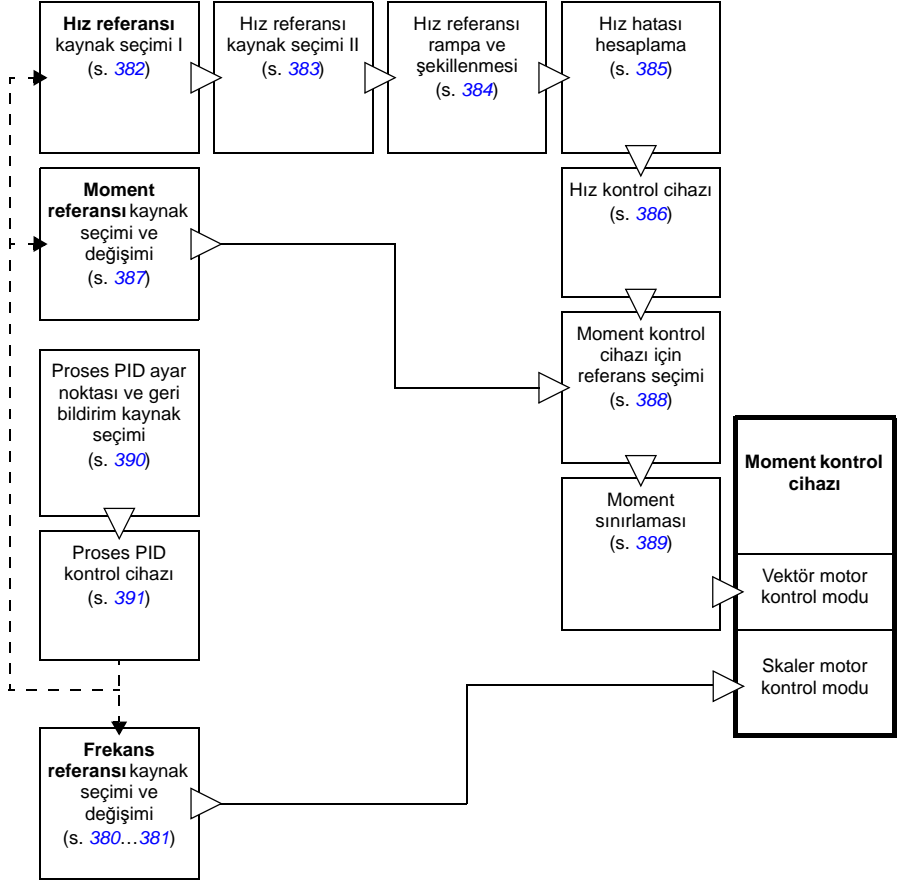 Hız referansı
kaynak seçimi I
(s. 382)
Hız referansı
kaynak seçimi II
(s. 383)
Hız referansı
rampa ve
şekillenmesi
(s. 384)
Hız hatası
hesaplama
(s. 385)
Moment
referansı kaynak
seçimi ve
değişimi
(s. 387)
Hız kontrol cihazı
(s. 386)
Moment kontrol
cihazı için
referans seçimi
(s. 388)
Proses PID ayar
noktası ve geri
bildirim kaynak
seçimi
(s. 390)
Moment kontrol
cihazı
Moment
sınırlaması
(s. 389)
Proses PID
kontrol cihazı
(s. 391)
Vektör motor
kontrol modu
Skaler motor
kontrol modu
Frekans
referansı kaynak
seçimi ve
değişimi
(s. 380…381)